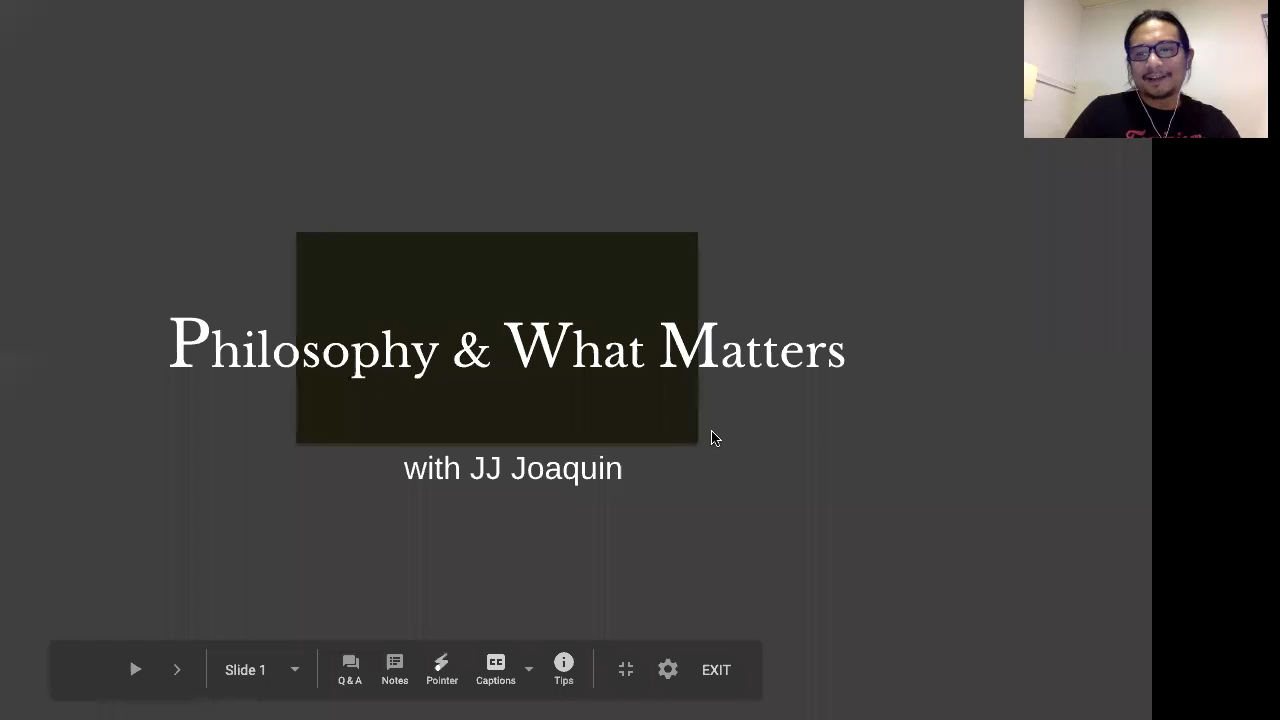 Philosophy & What Matters
with JJ Joaquin
Slide 1
Q & A
Notes
Pointer
Captions
Tips
EXIT